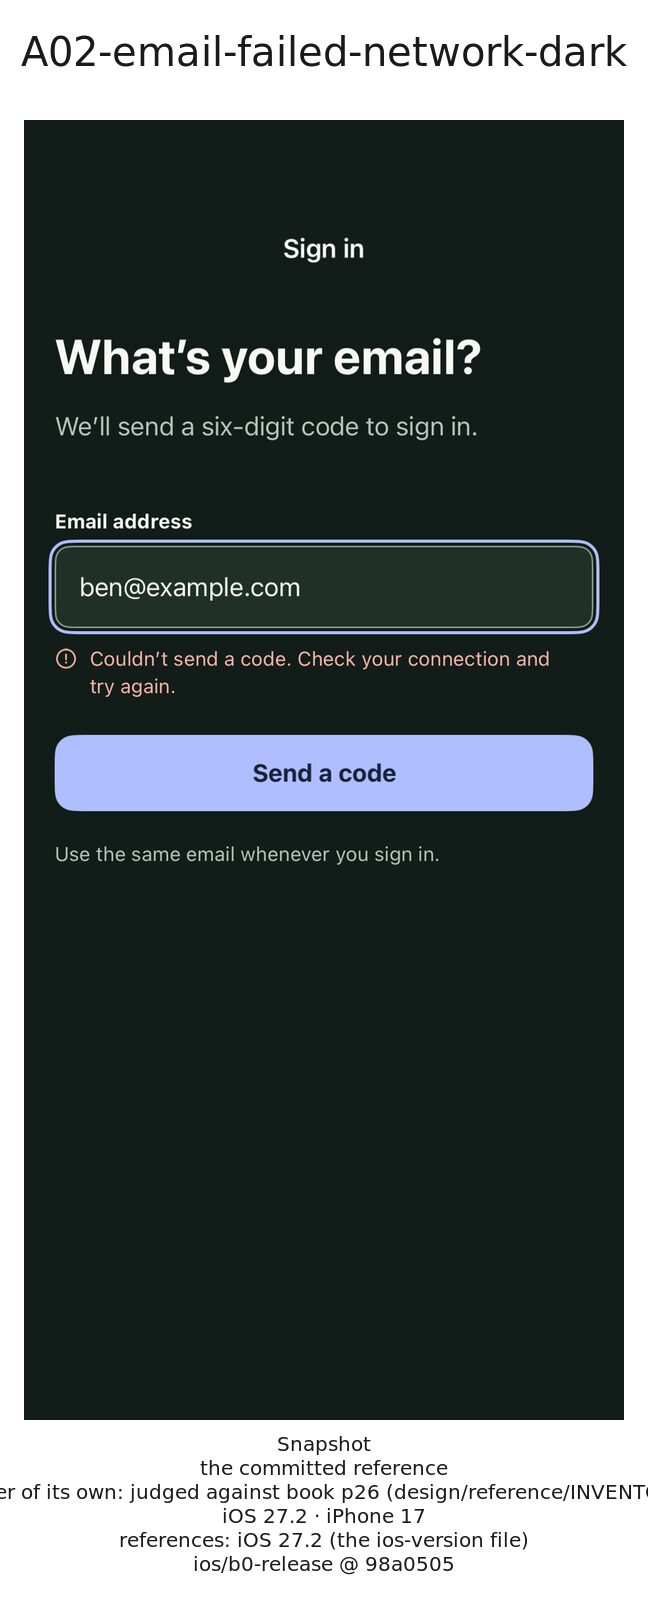 A02-email-failed-network-dark
Sign in
What’s your email?
We’ll send a six-digit code to sign in.
Email address
ben@example.com
Couldn’t send a code. Check your connection and
try again.
Send a code
Use the same email whenever you sign in.
Snapshot
the committed reference
of its own: judged against book p26 (design/reference/
iOS 27.2 · iPhone 17
references: iOS 27.2 (the ios-version file)
ios/b0-release @ 98a0505